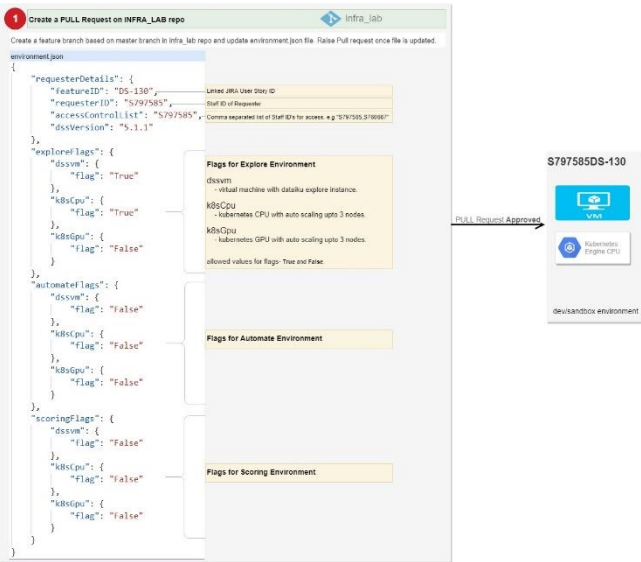 1 Create a PULL Request on INFRA_LAB repo
infra_lab
Create a feature branch based on master branch in infra_lab repo and update environment.json file. Raise Pull request once file is updated.
environment.json
{
"requesterDetails": {
"featureID": "DS-130",
Linked JIRA User Story ID
"requesterID": "S797585",
Staff ID of Requester
"accessControlList": "S797585",
Comma separated list of Staff ID's for access. e.g "S797585,S760667"
"dssVersion": "5.1.1"
},
"exploreFlags": {
"dssvm": {
"flag": "True"
},
"k8sCpu": {
"flag": "True"
},
"k8sGpu": {
"flag": "False"
}
},
Flags for Explore Environment
dssvm
- virtual machine with dataiku explore instance.
k8sCpu
- kubernetes CPU with auto scaling upto 3 nodes.
k8sGpu
- kubernetes GPU with auto scaling upto 3 nodes.
allowed values for flags- True and False.
"automateFlags": {
"dssvm": {
"flag": "False"
},
"k8sCpu": {
"flag": "False"
},
"k8sGpu": {
"flag": "False"
}
},
Flags for Automate Environment
"scoringFlags": {
"dssvm": {
"flag": "False"
},
"k8sCpu": {
"flag": "False"
},
"k8sGpu": {
"flag": "False"
}
}
}
Flags for Scoring Environment
PULL Request Approved
S797585DS-130
VM
Kubernetes
Engine CPU
dev/sandbox environment